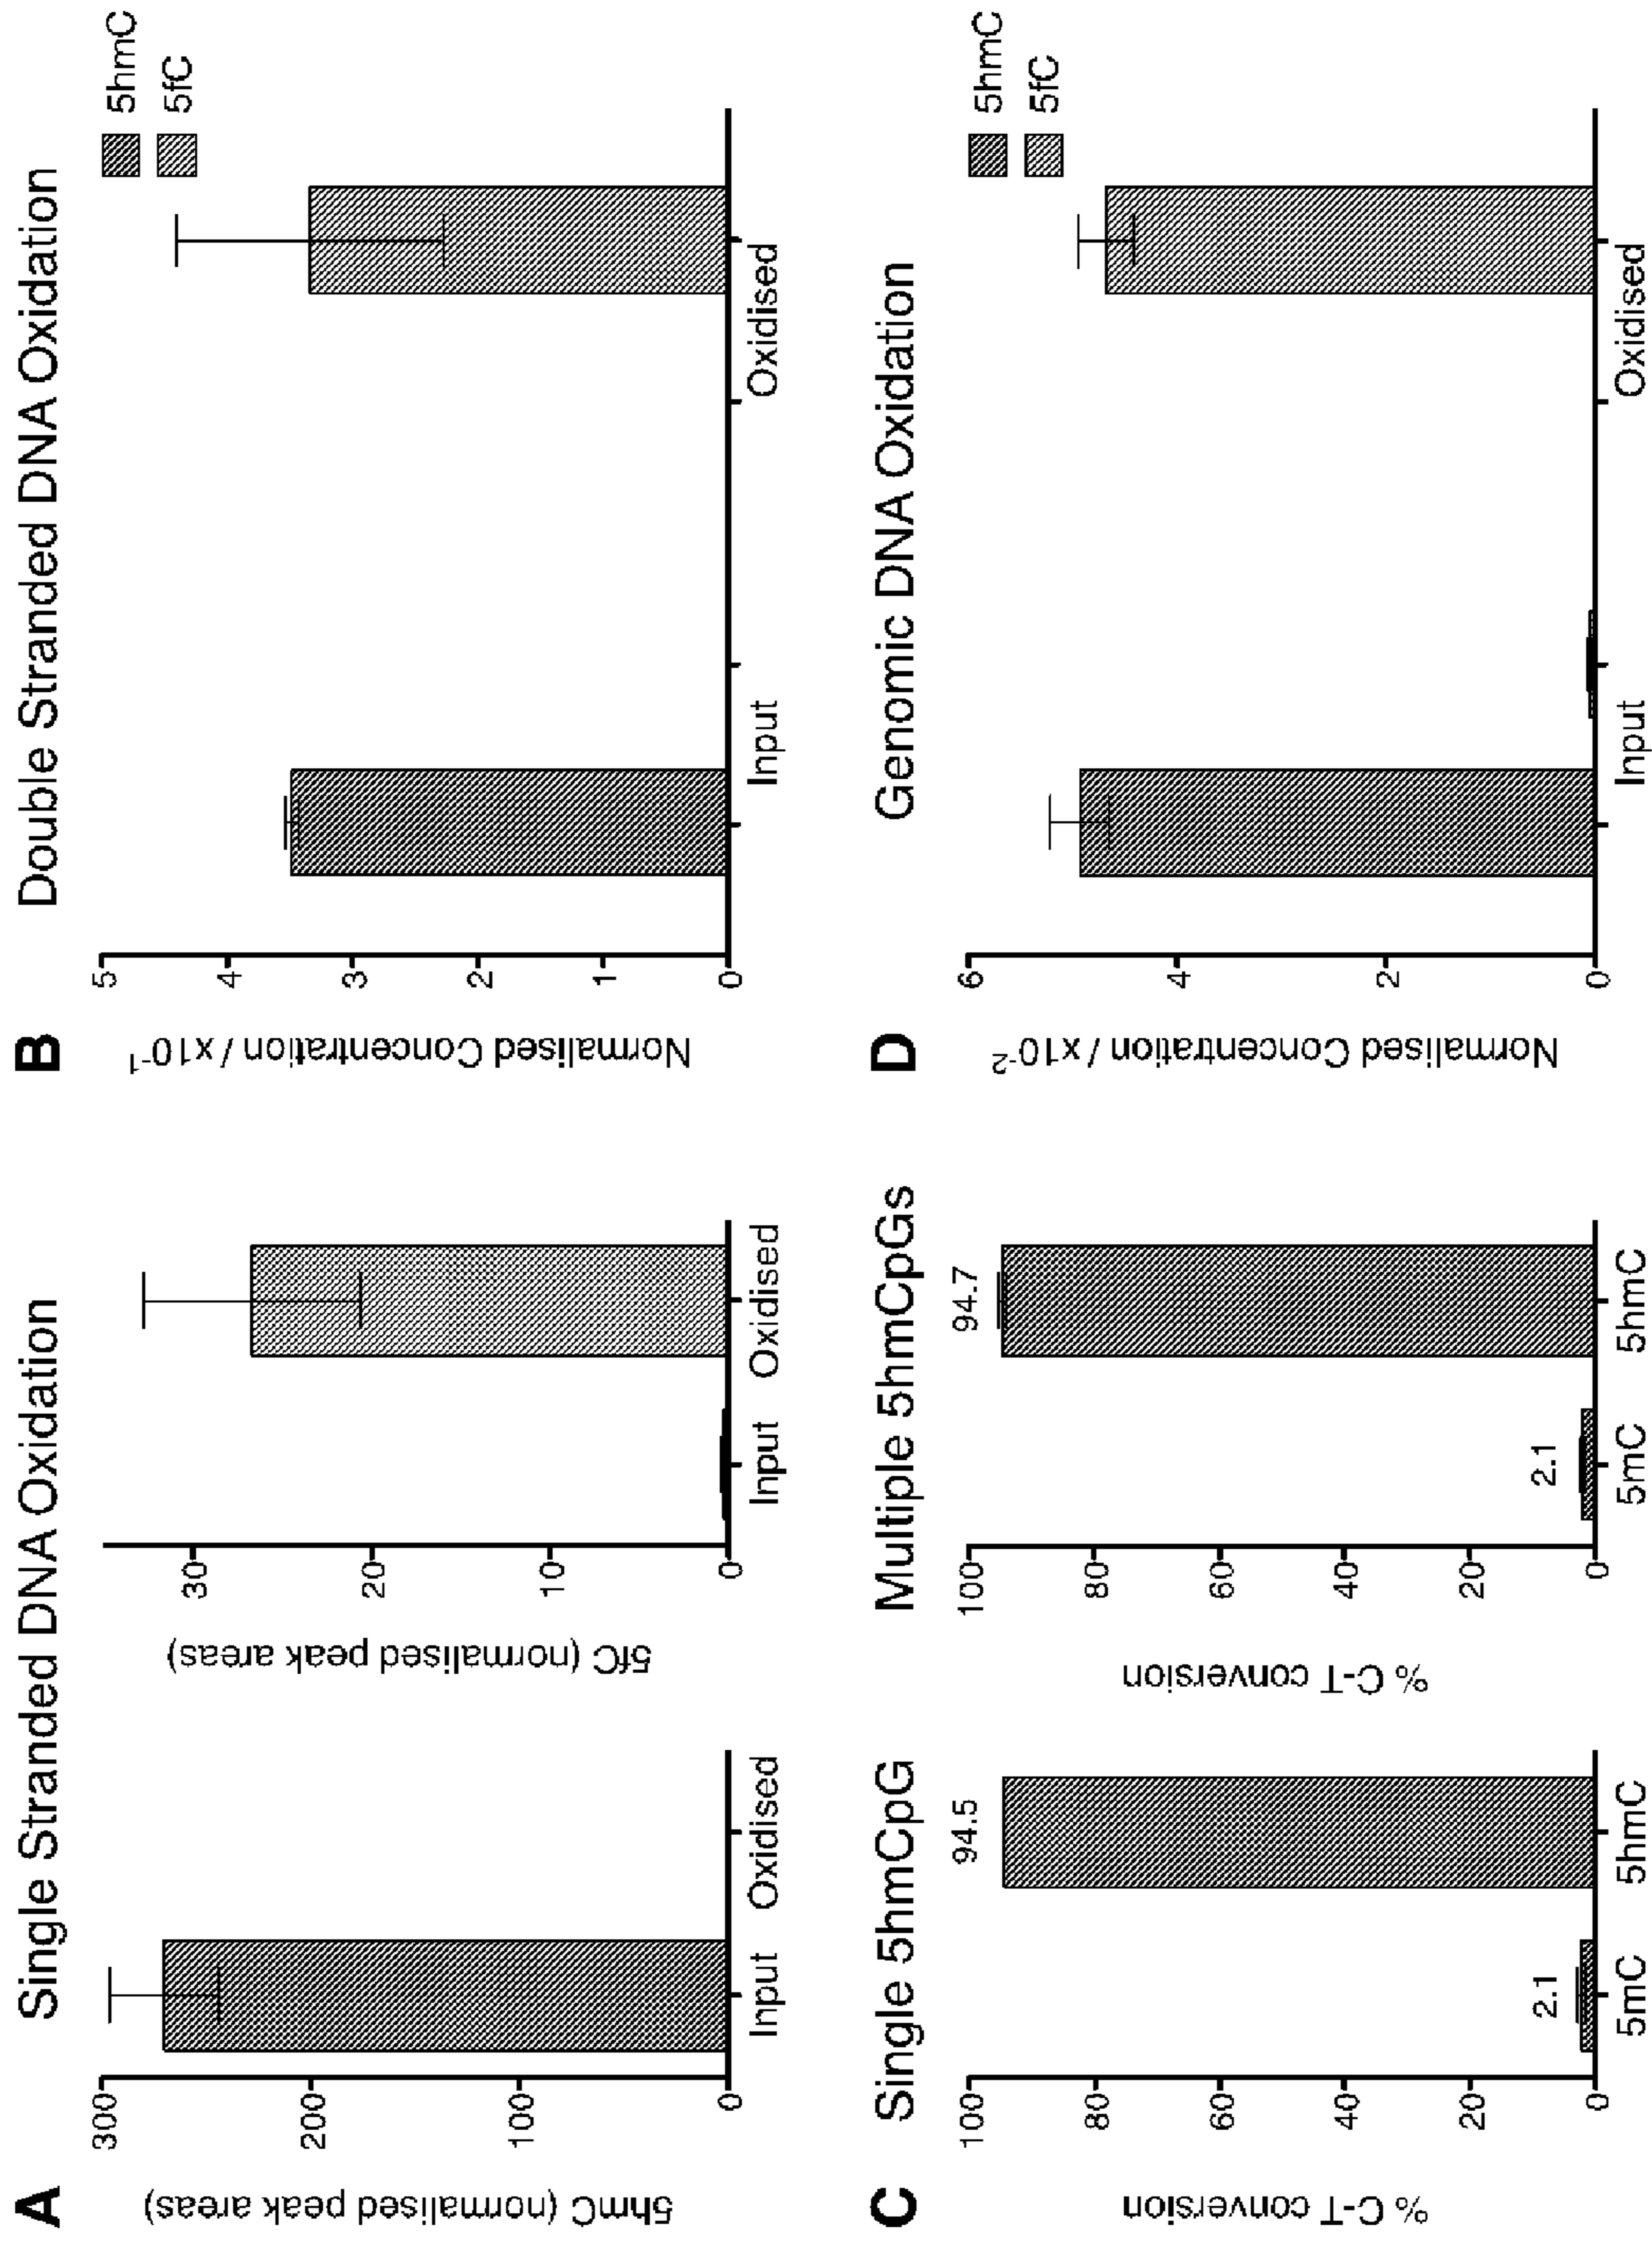 A
Single Stranded DNA Oxidation
5hmC (normalised peak areas)
300
200
100
0
Input
Oxidised
5fC (normalised peak areas)
30
20
10
0
Input
Oxidised
B
Double Stranded DNA Oxidation
Normalised Concentration / x10-1
5
4
3
2
1
0
Input
Oxidised
5hmC
5fC
C
Single 5hmCpG
% C-T conversion
100
80
60
40
20
0
2.1
94.5
5mC
5hmC
Multiple 5hmCpGs
% C-T conversion
100
80
60
40
20
0
2.1
94.7
5mC
5hmC
D
Genomic DNA Oxidation
Normalised Concentration / x10-2
6
4
2
0
Input
Oxidised
5hmC
5fC